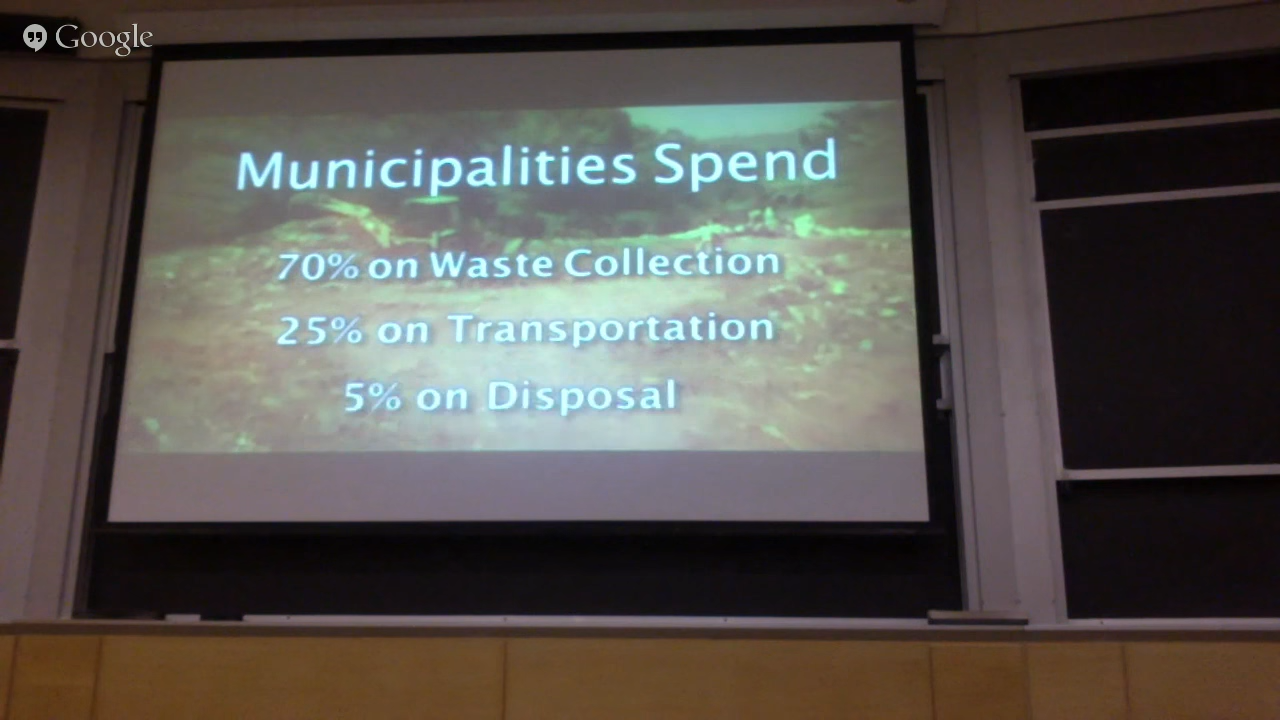 Google
Municipalities Spend
70% on Waste Collection
25% on Transportation
5% on Disposal